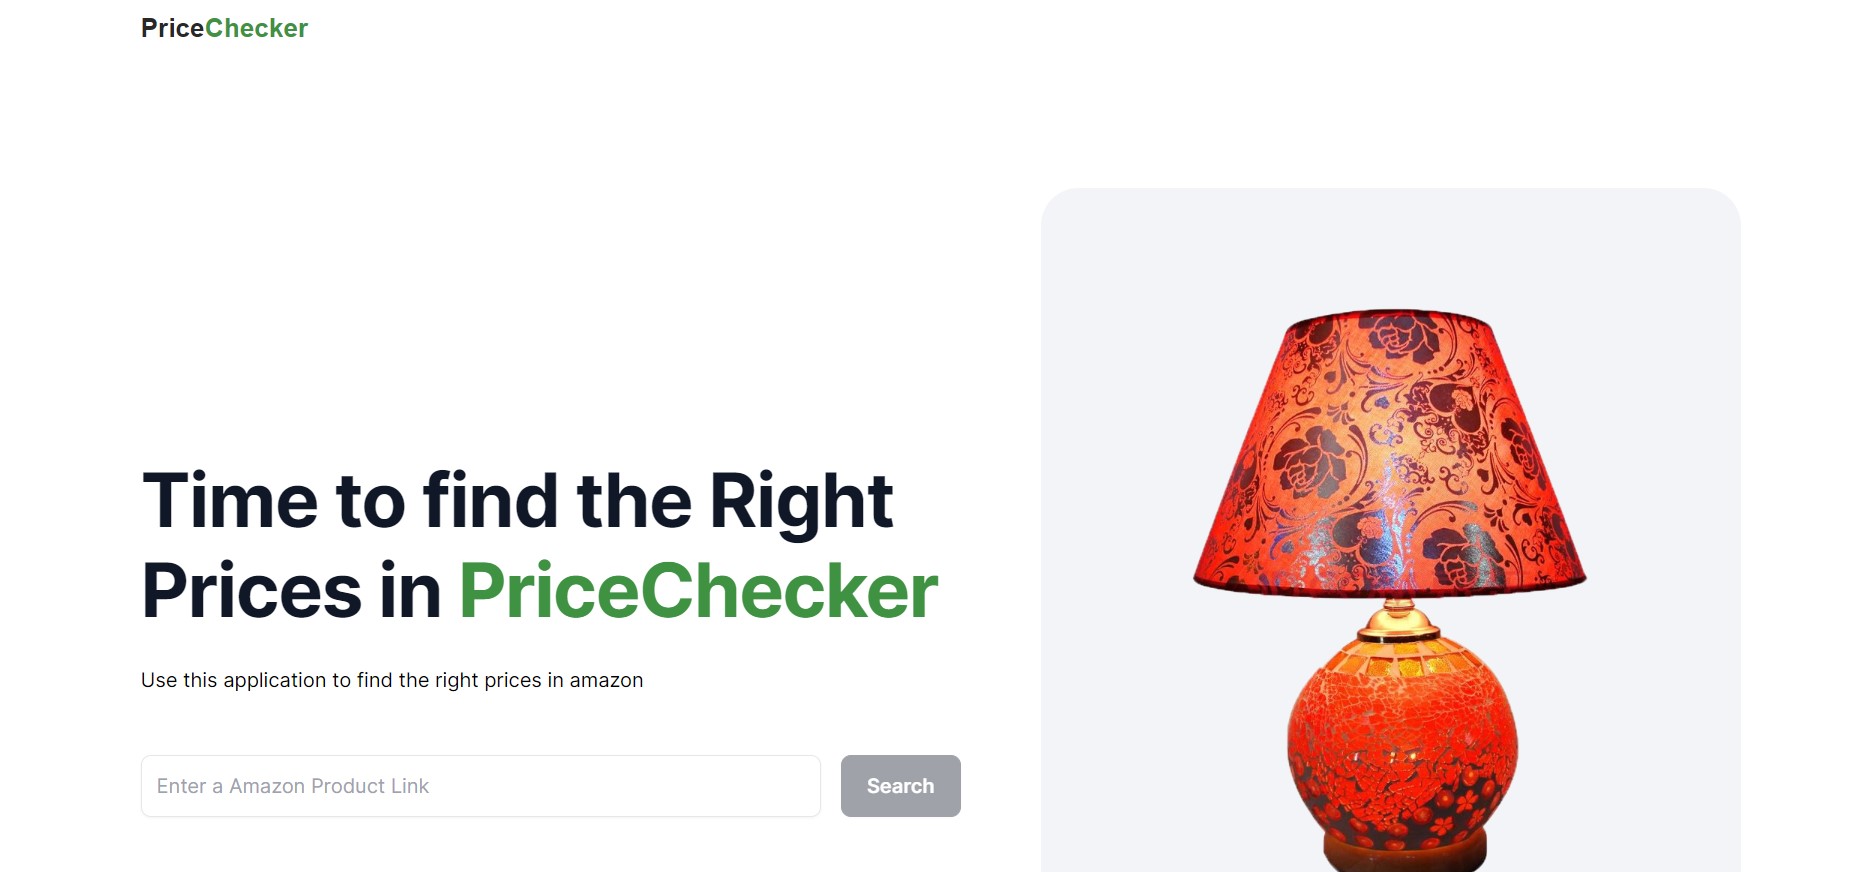 PriceChecker
Time to find the Right
Prices in PriceChecker
Use this application to find the right prices in amazon
Enter a Amazon Product Link
Search